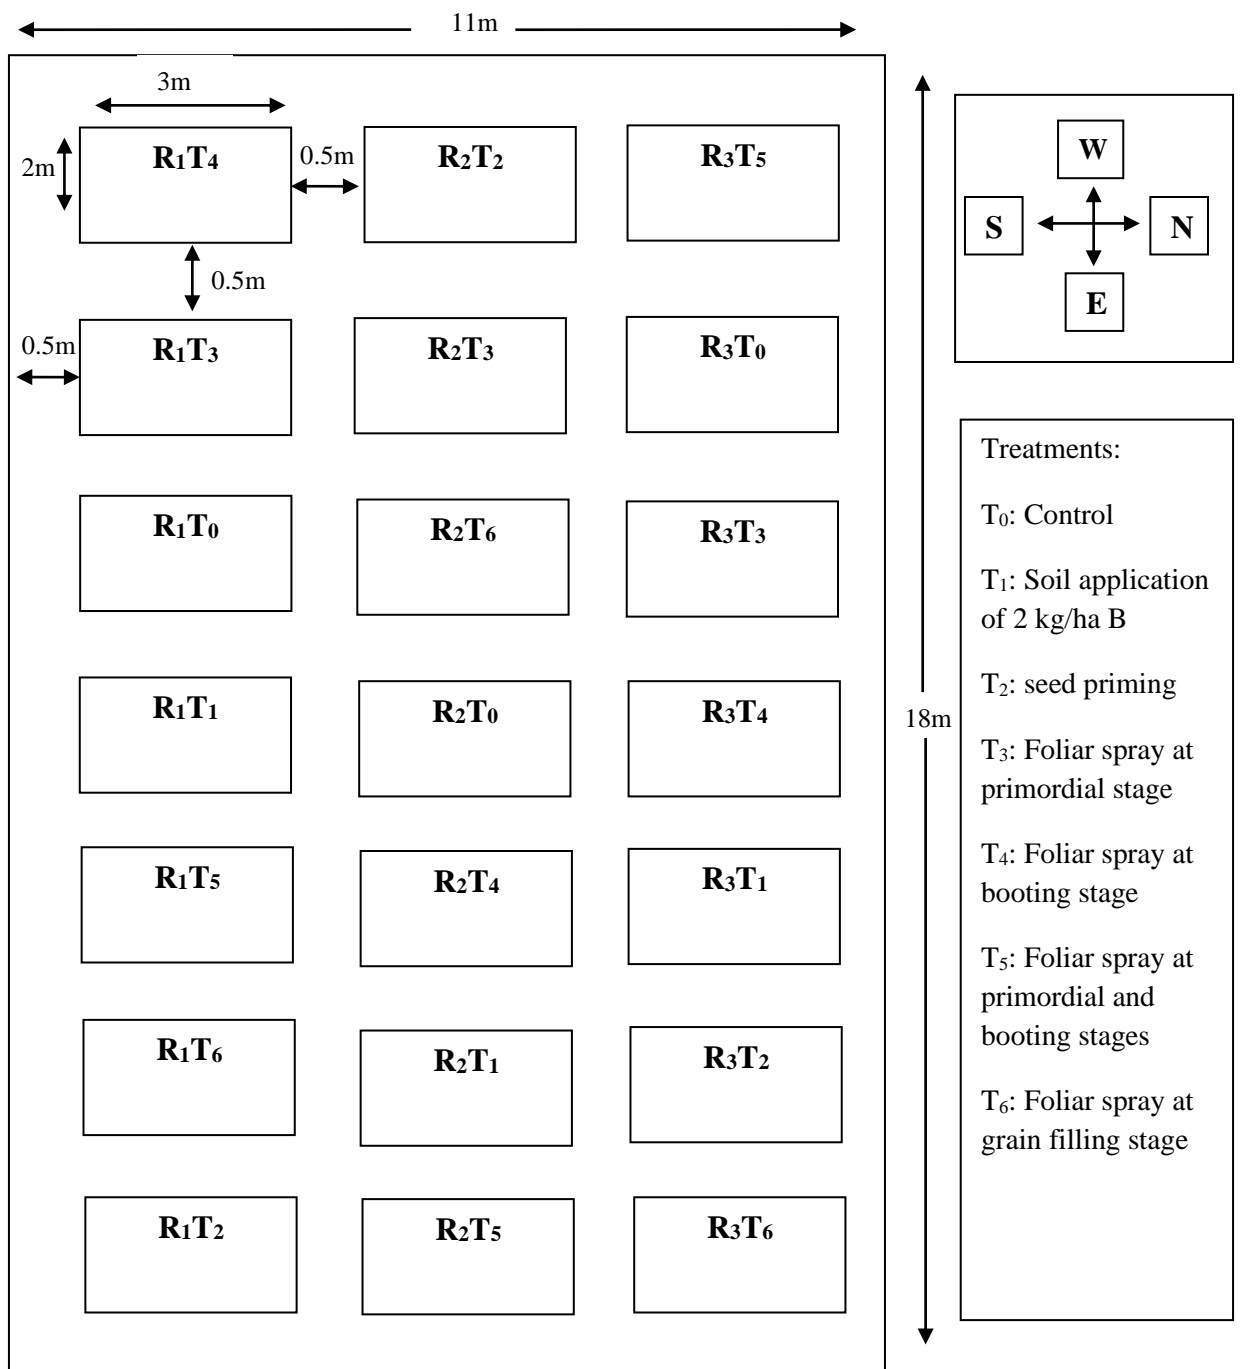 11m
3m
2m
R₁T₄
0.5m
R₂T₂
R₃T₅
0.5m
0.5m
R₁T₃
R₂T₃
R₃T₀
R₁T₀
R₂T₆
R₃T₃
R₁T₁
R₂T₀
R₃T₄
R₁T₅
R₂T₄
R₃T₁
R₁T₆
R₂T₁
R₃T₂
R₁T₂
R₂T₅
R₃T₆
18m
W
S
N
E
Treatments:
T₀: Control
T₁: Soil application
of 2 kg/ha B
T₂: seed priming
T₃: Foliar spray at
primordial stage
T₄: Foliar spray at
booting stage
T₅: Foliar spray at
primordial and
booting stages
T₆: Foliar spray at
grain filling stage